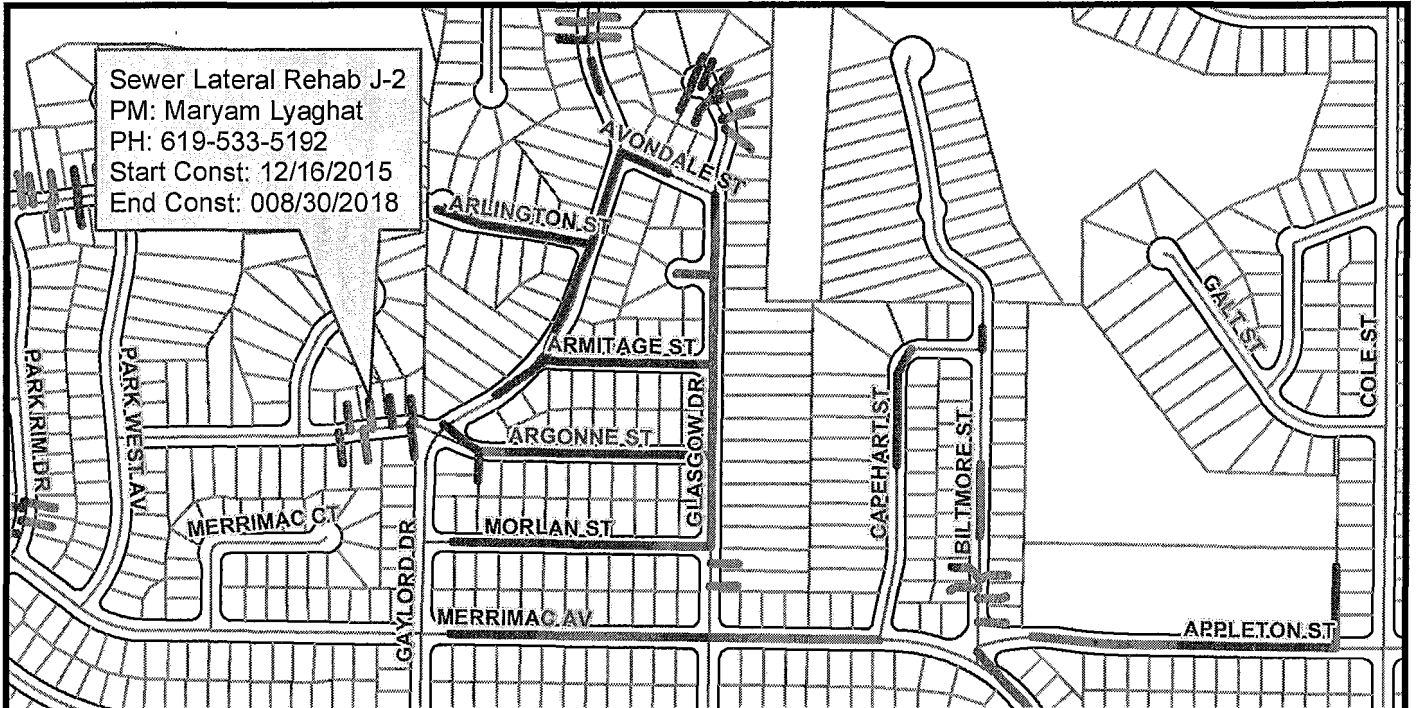 Sewer Lateral Rehab J-2
PM: Maryam Lyaghat
PH: 619-533-5192
Start Const: 12/16/2015
End Const: 008/30/2018
AVONDALE ST
ARLINGTON ST
GALT ST
COLE ST
ARMITAGE ST
PARK RIM DR
PARK WEST AV
ARGONNE ST
GLASGOW DR
CAPEHART ST
BILTMORE ST
MERRIMAC CT
MORLAN ST
GAYLORD DR
MERRIMAC AV
APPLETON ST